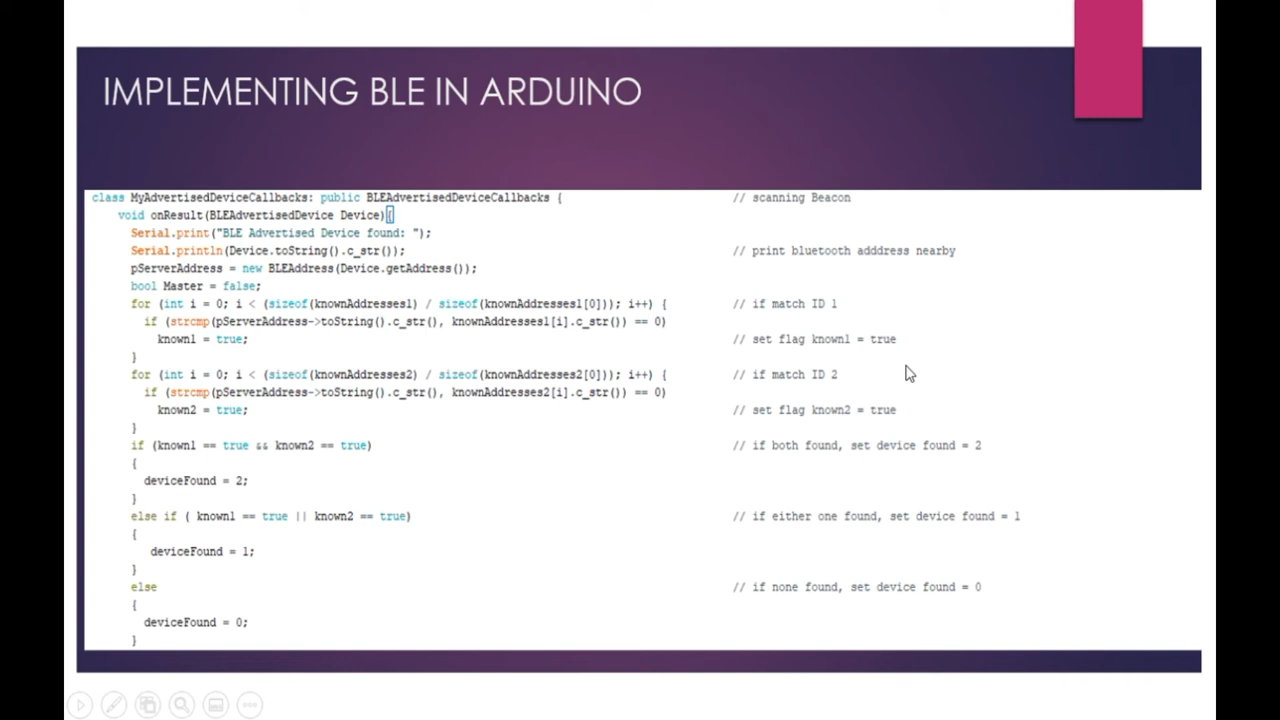 IMPLEMENTING BLE IN ARDUINO
class MyAdvertisedDeviceCallbacks: public BLEAdvertisedDeviceCallbacks { // scanning Beacon
void onResult(BLEAdvertisedDevice Device){
Serial.print("BLE Advertised Device found: ");
Serial.println(Device.toString().c_str()); // print bluetooth adddress nearby
pServerAddress = new BLEAddress(Device.getAddress());
bool Master = false;
for (int i = 0; i < (sizeof(knownAddresses1) / sizeof(knownAddresses1[0])); i++) { // if match ID 1
if (strcmp(pServerAddress->toString().c_str(), knownAddresses1[i].c_str()) == 0)
known1 = true; // set flag known1 = true
}
for (int i = 0; i < (sizeof(knownAddresses2) / sizeof(knownAddresses2[0])); i++) { // if match ID 2
if (strcmp(pServerAddress->toString().c_str(), knownAddresses2[i].c_str()) == 0)
known2 = true; // set flag known2 = true
}
if (known1 == true && known2 == true) // if both found, set device found = 2
{
deviceFound = 2;
}
else if ( known1 == true || known2 == true) // if either one found, set device found = 1
{
deviceFound = 1;
}
else // if none found, set device found = 0
{
deviceFound = 0;
}